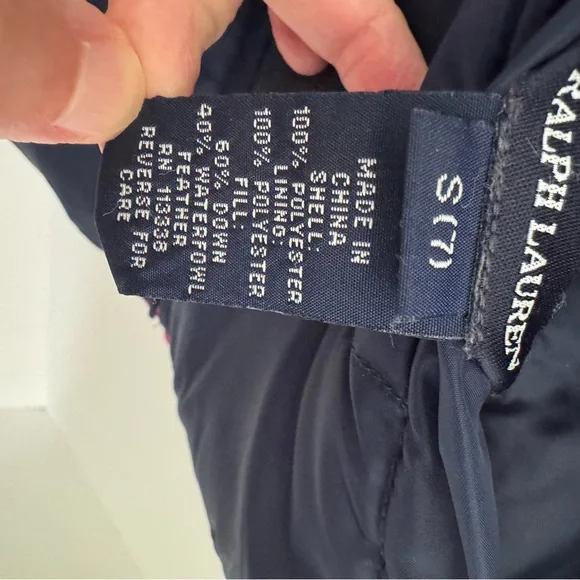 RALPH LAUREN
S(7)
MADE IN
CHINA
SHELL:
100% POLYESTER
LINING:
100% POLYESTER
FILL:
60% DOWN
40% WATERFOWL
FEATHER
RN 113338
REVERSE FOR
CARE